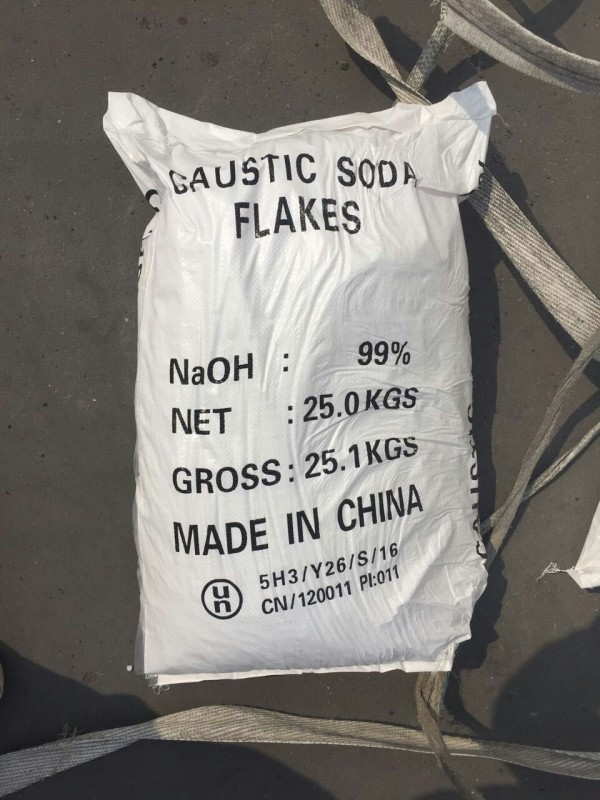 CAUSTIC SODA
FLAKES
NaOH : 99%
NET : 25.0 KGS
GROSS: 25.1 KGS
MADE IN CHINA
un
5H3/Y26/S/16
CN/120011 PI:011